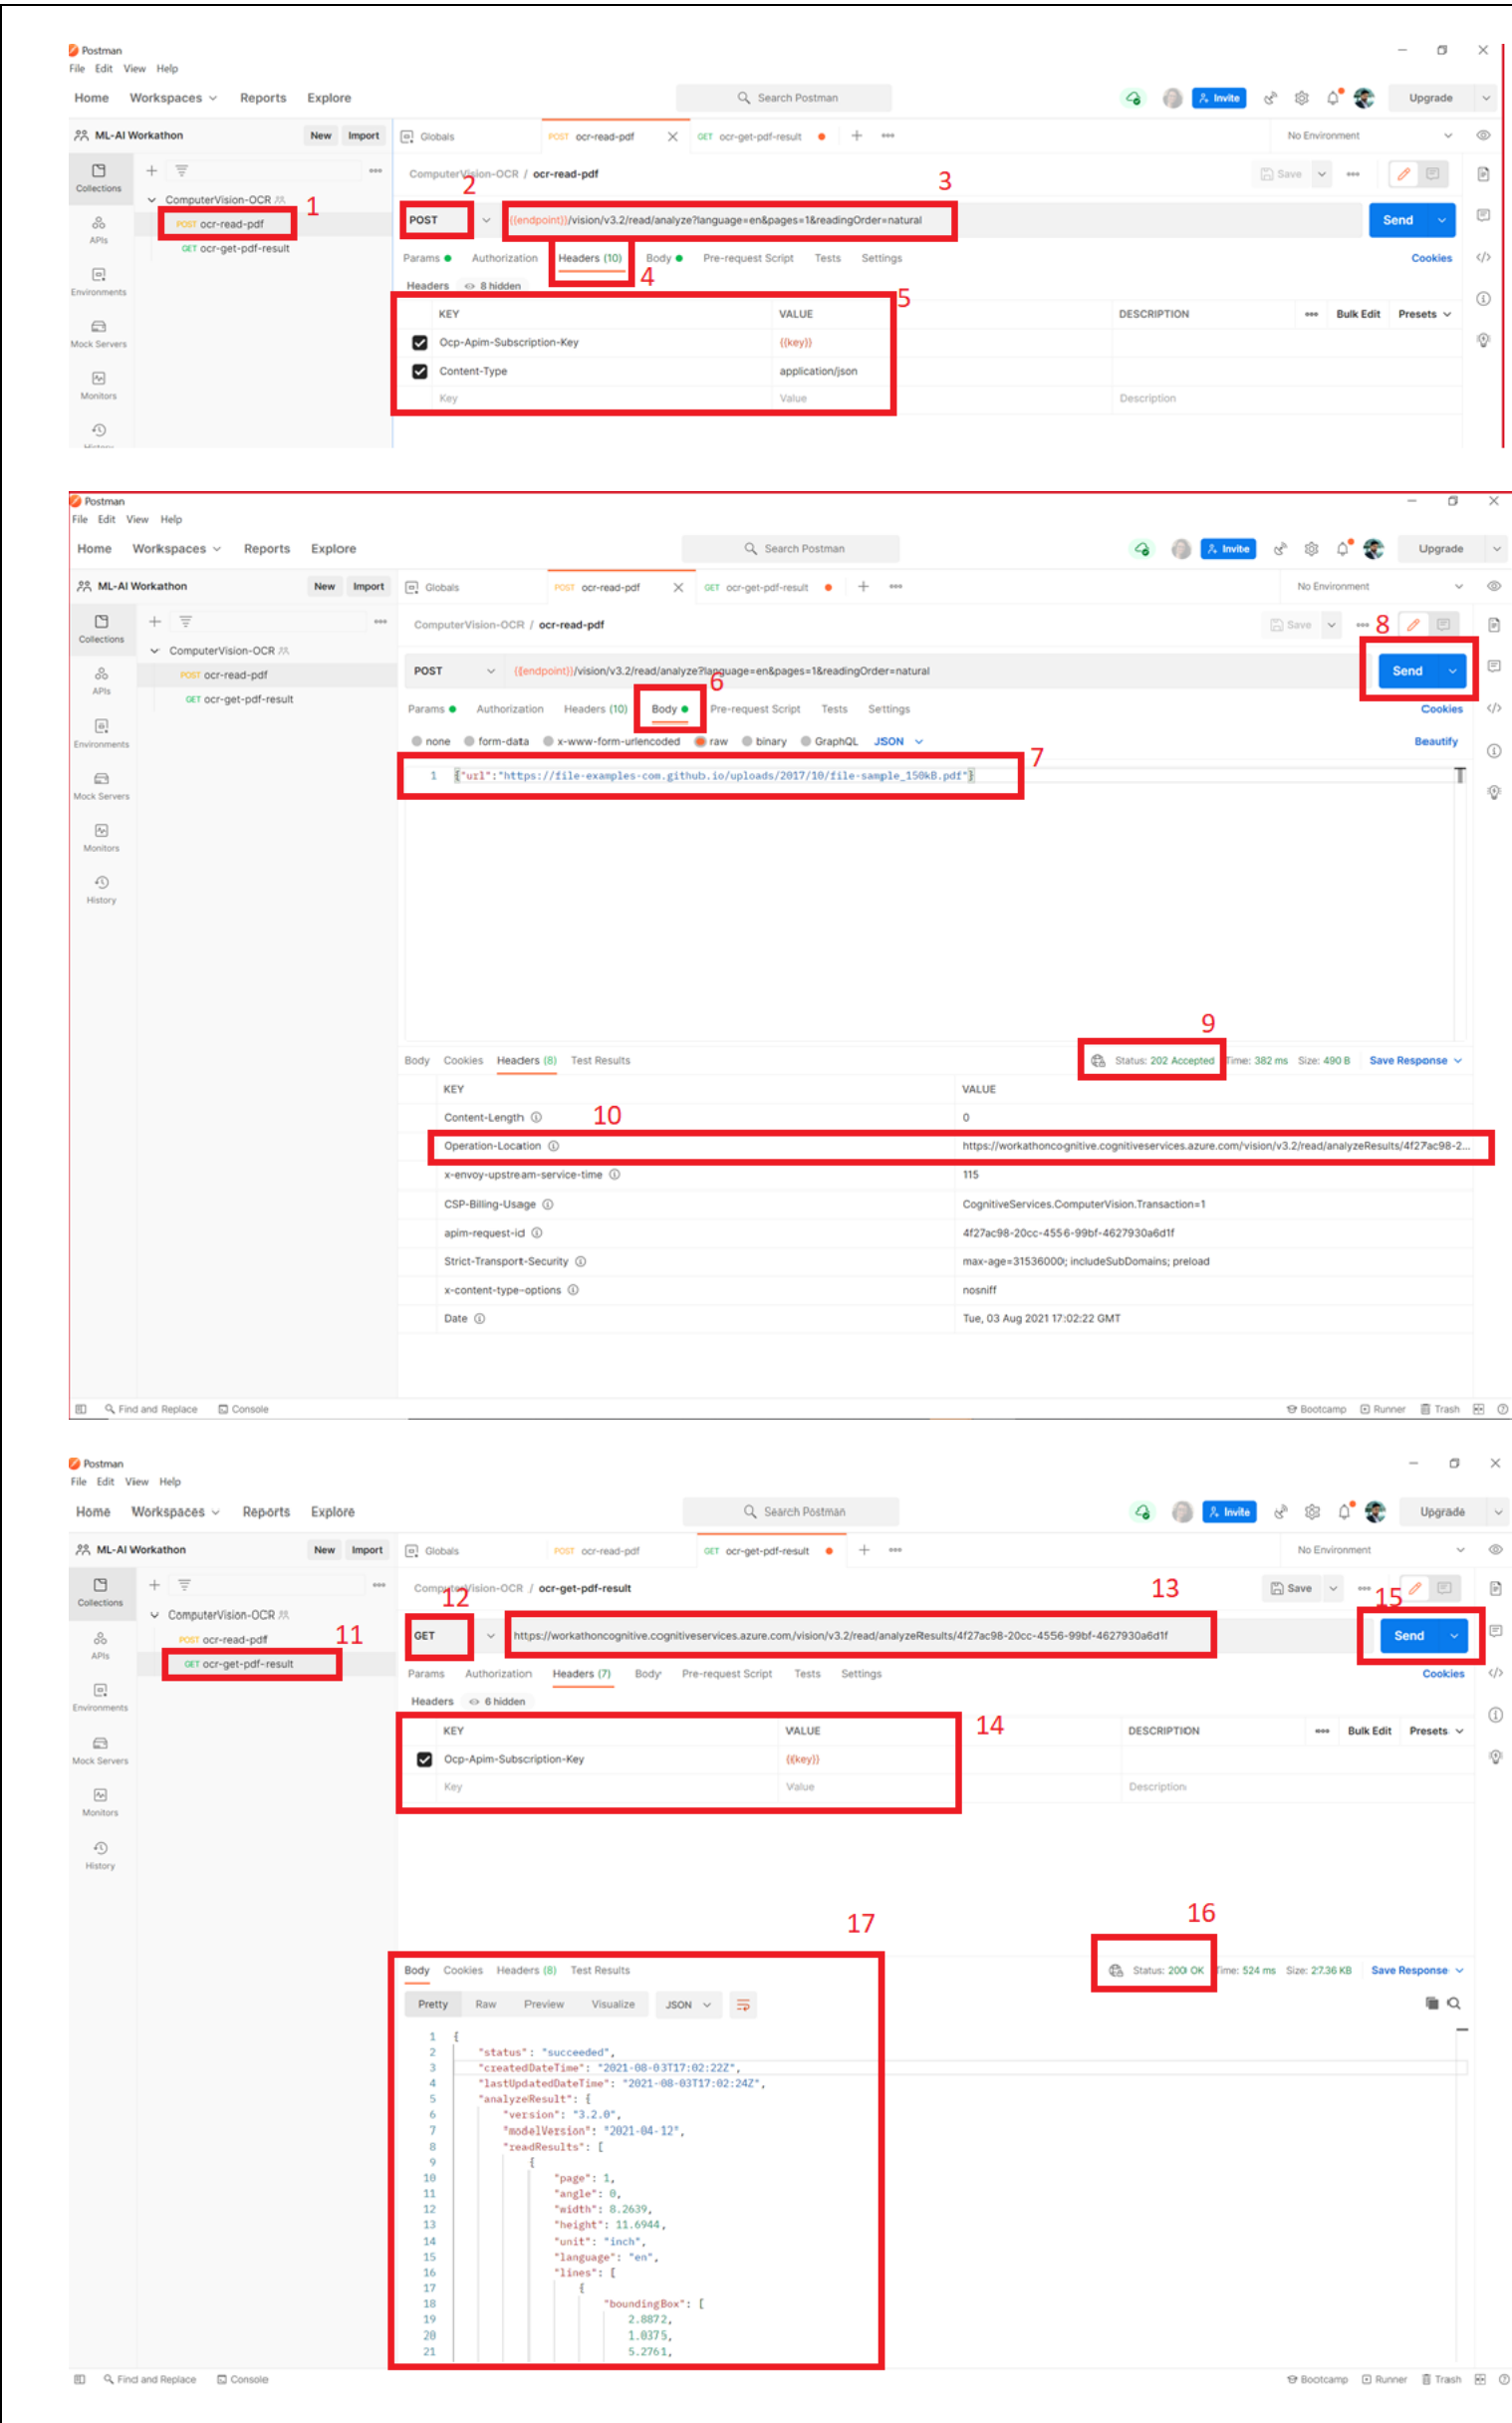 Postman
File Edit View Help
Home Workspaces Reports Explore Search Postman Invite Upgrade
ML-AI Workathon New Import Globals POST ocr-read-pdf GET ocr-get-pdf-result No Environment
Collections ComputerVision-OCR / ocr-read-pdf Save
2 3
ComputerVision-OCR 1
POST ocr-read-pdf POST {{endpoint}}/vision/v3.2/read/analyze?language=en&pages=1&readingOrder=natural Send
APIs GET ocr-get-pdf-result
Params Authorization Headers (10) Body Pre-request Script Tests Settings Cookies
4
Environments Headers 8 hidden
5
KEY VALUE DESCRIPTION Bulk Edit Presets
Mock Servers Ocp-Apim-Subscription-Key {{key}}
Content-Type application/json
Monitors Key Value Description
History
Postman
File Edit View Help
Home Workspaces Reports Explore Search Postman Invite Upgrade
ML-AI Workathon New Import Globals POST ocr-read-pdf GET ocr-get-pdf-result No Environment
Collections ComputerVision-OCR / ocr-read-pdf Save 8
ComputerVision-OCR
POST ocr-read-pdf POST {{endpoint}}/vision/v3.2/read/analyze?language=en&pages=1&readingOrder=natural Send
6
APIs GET ocr-get-pdf-result
Params Authorization Headers (10) Body Pre-request Script Tests Settings Cookies
Environments none form-data x-www-form-urlencoded raw binary GraphQL JSON Beautify
7
1 {"url":"https://file-examples-com.github.io/uploads/2017/10/file-sample_150kB.pdf"}
Mock Servers
Monitors
History
9
Body Cookies Headers (8) Test Results Status: 202 Accepted Time: 382 ms Size: 490 B Save Response
KEY VALUE
Content-Length 0
10
Operation-Location https://workathoncognitive.cognitiveservices.azure.com/vision/v3.2/read/analyzeResults/4f27ac98-2...
x-envoy-upstream-service-time 115
CSP-Billing-Usage CognitiveServices.ComputerVision.Transaction=1
apim-request-id 4f27ac98-20cc-4556-99bf-4627930a6d1f
Strict-Transport-Security max-age=31536000; includeSubDomains; preload
x-content-type-options nosniff
Date Tue, 03 Aug 2021 17:02:22 GMT
Find and Replace Console Bootcamp Runner Trash
Postman
File Edit View Help
Home Workspaces Reports Explore Search Postman Invite Upgrade
ML-AI Workathon New Import Globals POST ocr-read-pdf GET ocr-get-pdf-result No Environment
Collections ComputerVision-OCR / ocr-get-pdf-result 13 Save
12 15
ComputerVision-OCR
POST ocr-read-pdf 11 GET https://workathoncognitive.cognitiveservices.azure.com/vision/v3.2/read/analyzeResults/4f27ac98-20cc-4556-99bf-4627930a6d1f Send
APIs GET ocr-get-pdf-result
Params Authorization Headers (7) Body Pre-request Script Tests Settings Cookies
Environments Headers 6 hidden
KEY VALUE 14 DESCRIPTION Bulk Edit Presets
Mock Servers Ocp-Apim-Subscription-Key {{key}}
Key Value Description
Monitors
History
17 16
Body Cookies Headers (8) Test Results Status: 200 OK Time: 524 ms Size: 27.36 KB Save Response
Pretty Raw Preview Visualize JSON
1 {
2 "status": "succeeded",
3 "createdDateTime": "2021-08-03T17:02:22Z",
4 "lastUpdatedDateTime": "2021-08-03T17:02:24Z",
5 "analyzeResult": {
6 "version": "3.2.0",
7 "modelVersion": "2021-04-12",
8 "readResults": [
9 {
10 "page": 1,
11 "angle": 0,
12 "width": 8.2639,
13 "height": 11.6944,
14 "unit": "inch",
15 "language": "en",
16 "lines": [
17 {
18 "boundingBox": [
19 2.8872,
20 1.0375,
21 5.2761,
Find and Replace Console Bootcamp Runner Trash